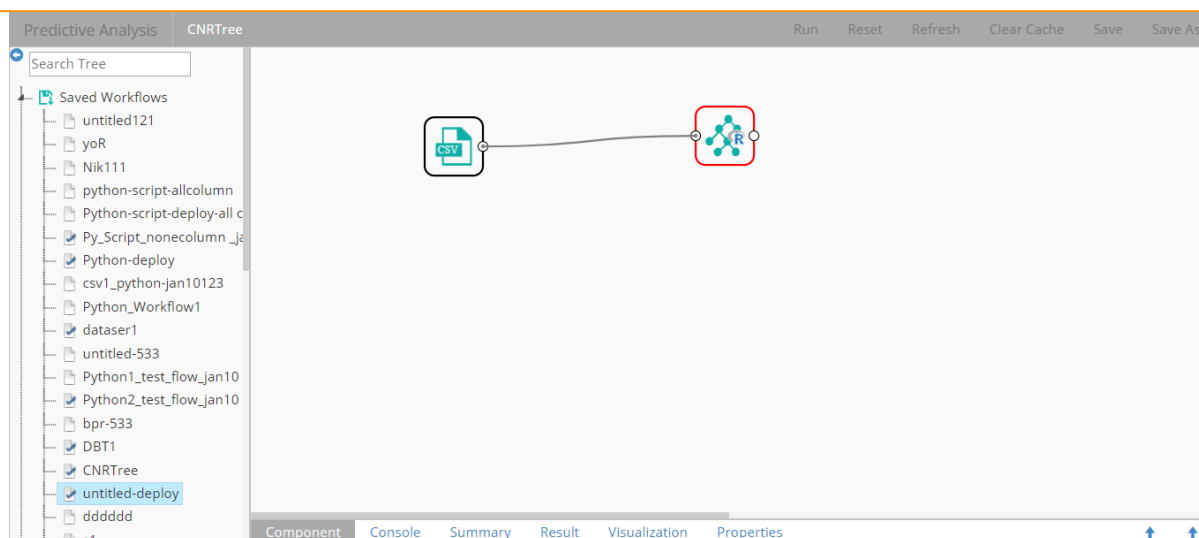 Predictive Analysis CNRTree Run Reset Refresh Clear Cache Save Save As
Search Tree
Saved Workflows
untitled121
yoR
Nik111
python-script-allcolumn
Python-script-deploy-all c
Py_Script_nonecolumn _ja
Python-deploy
csv1_python-jan10123
Python_Workflow1
dataser1
untitled-533
Python1_test_flow_jan10
Python2_test_flow_jan10
bpr-533
DBT1
CNRTree
untitled-deploy
dddddd
CSV
R
Component Console Summary Result Visualization Properties